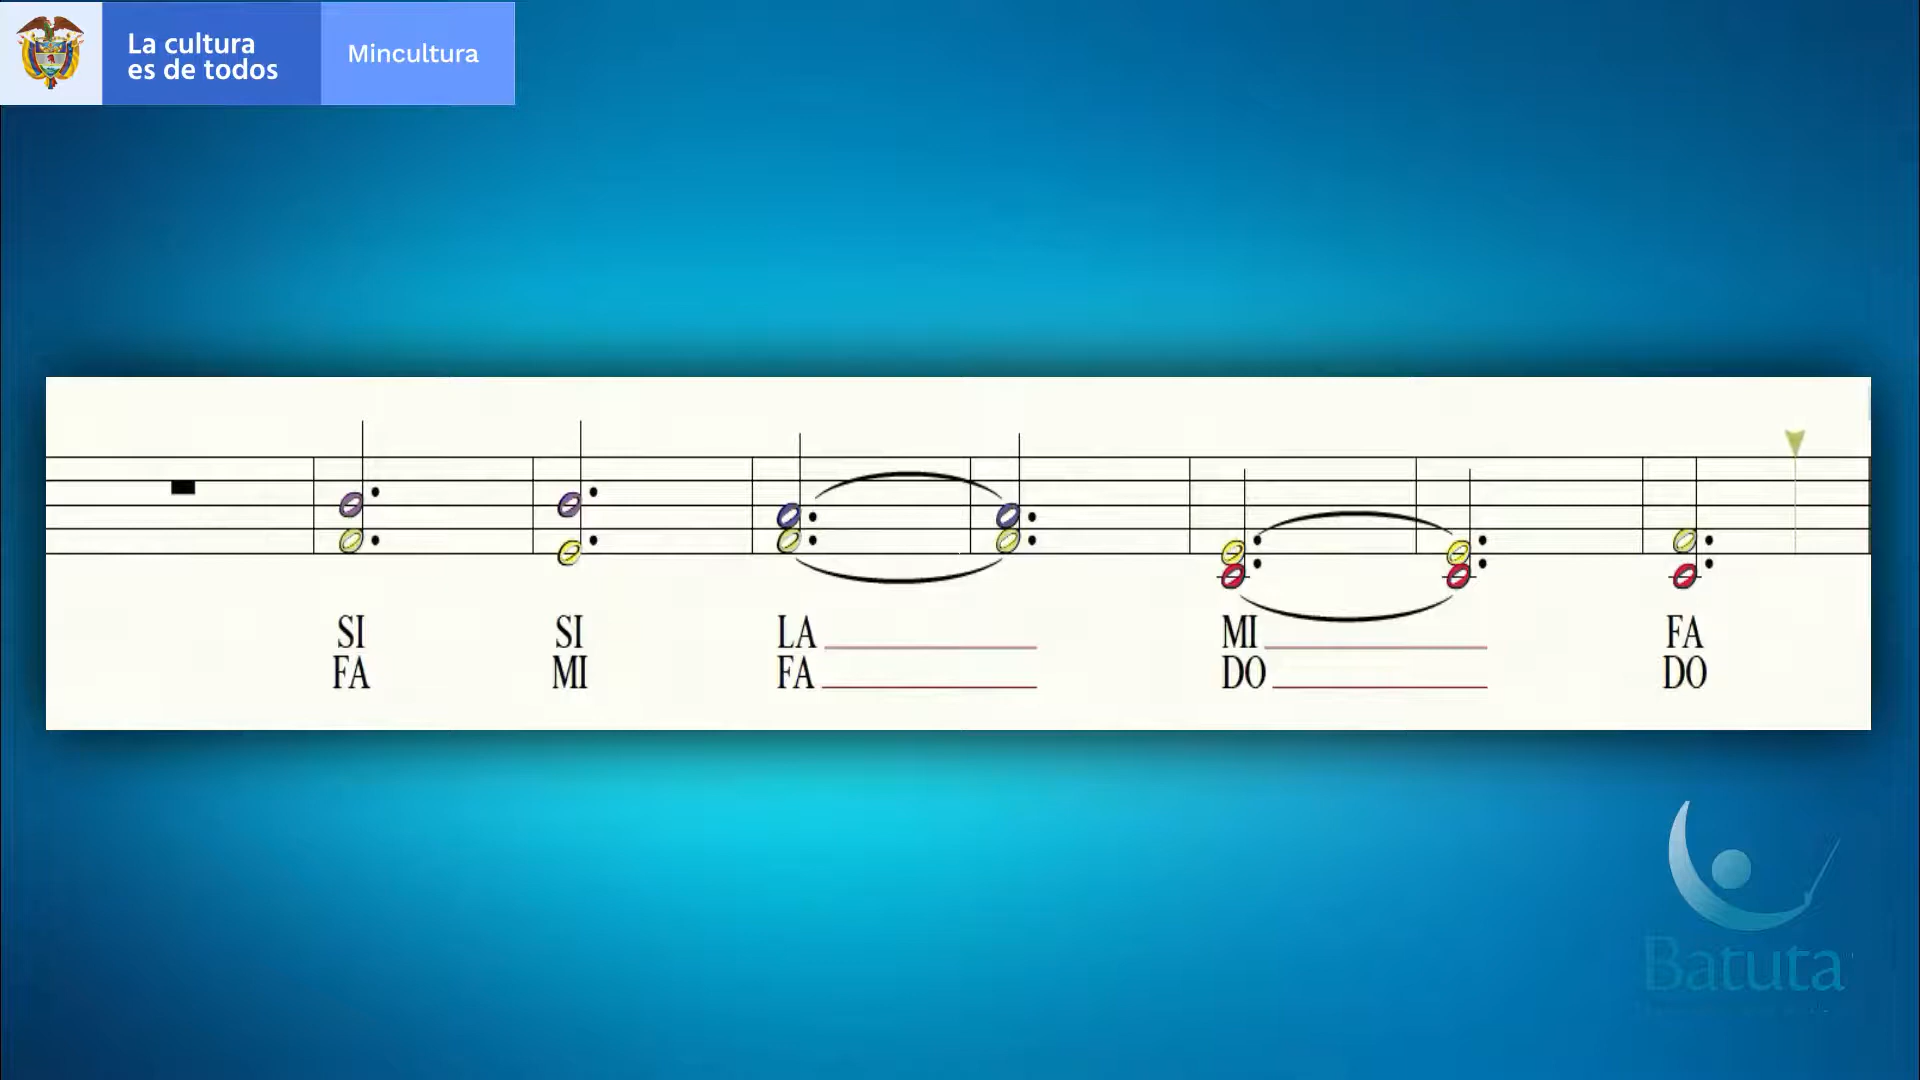 La cultura
es de todos
Mincultura
SI SI LA MI FA
FA MI FA DO DO
Batuta